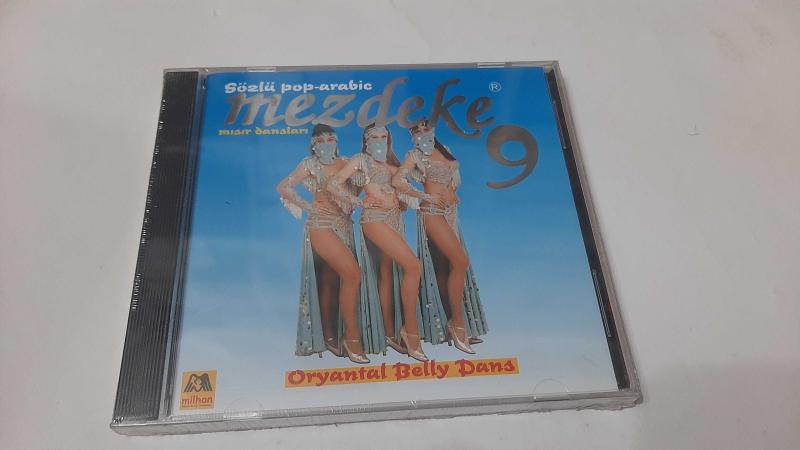 Sözlü pop-arabic
mezdeke®
mısır dansları
9
Oryantal Belly Dans
milhan